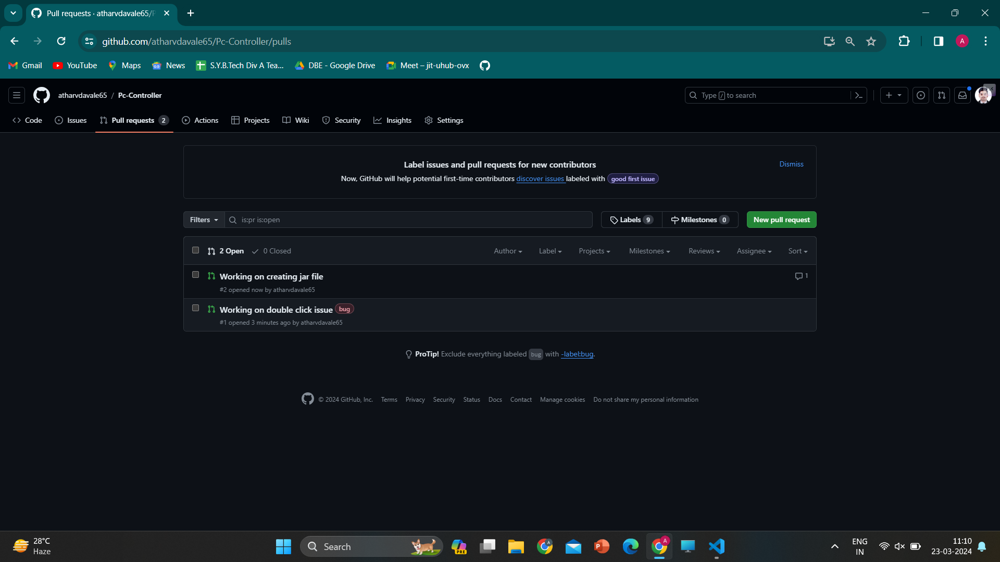 Pull requests · atharvdavale65/P
github.com/atharvdavale65/Pc-Controller/pulls
A
Gmail YouTube Maps News S.Y.B.Tech Div A Tea... DBE - Google Drive Meet – jit-uhub-ovx
atharvdavale65 / Pc-Controller
Type / to search
Code Issues Pull requests 2 Actions Projects Wiki Security Insights Settings
Label issues and pull requests for new contributors
Dismiss
Now, GitHub will help potential first-time contributors discover issues labeled with good first issue
Filters is:pr is:open Labels 9 Milestones 0 New pull request
2 Open 0 Closed Author Label Projects Milestones Reviews Assignee Sort
Working on creating jar file 1
#2 opened now by atharvdavale65
Working on double click issue bug
#1 opened 3 minutes ago by atharvdavale65
ProTip! Exclude everything labeled bug with -label:bug.
© 2024 GitHub, Inc. Terms Privacy Security Status Docs Contact Manage cookies Do not share my personal information
28°C
Haze
Search
PRE
A
P
A
ENG
IN
11:10
23-03-2024